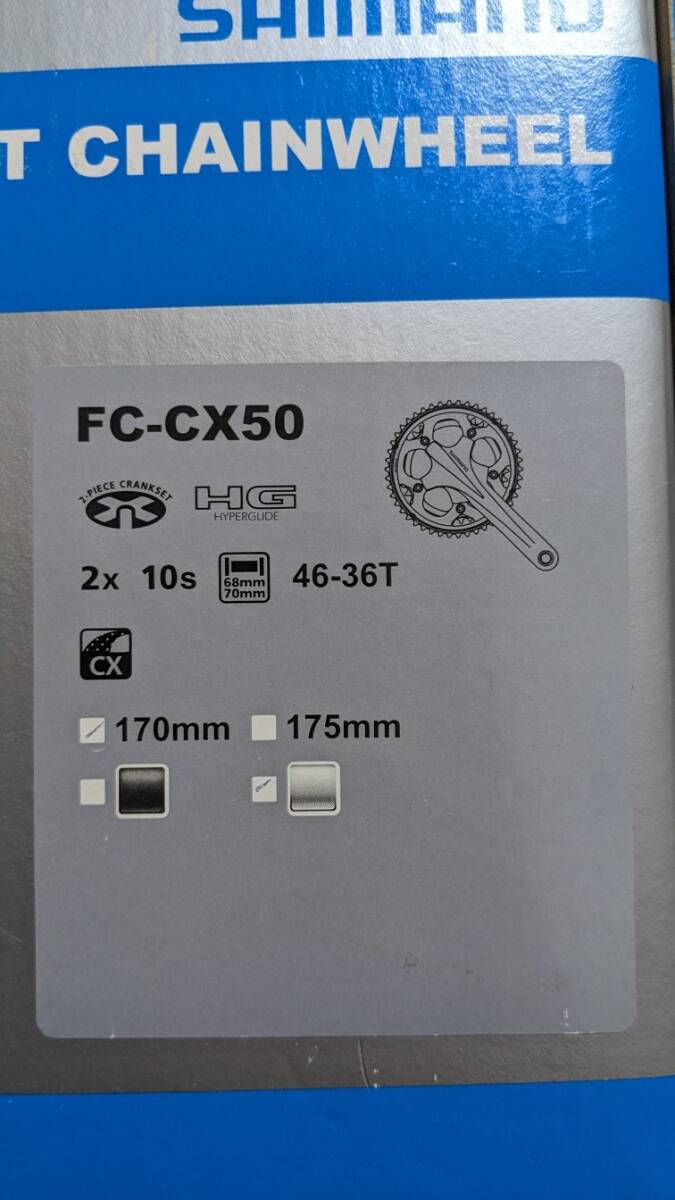 SHIMANO
T CHAINWHEEL
FC-CX50
2-PIECE CRANKSET
HG
HYPERGLIDE
2x 10s 68mm 70mm 46-36T
CX
170mm 175mm